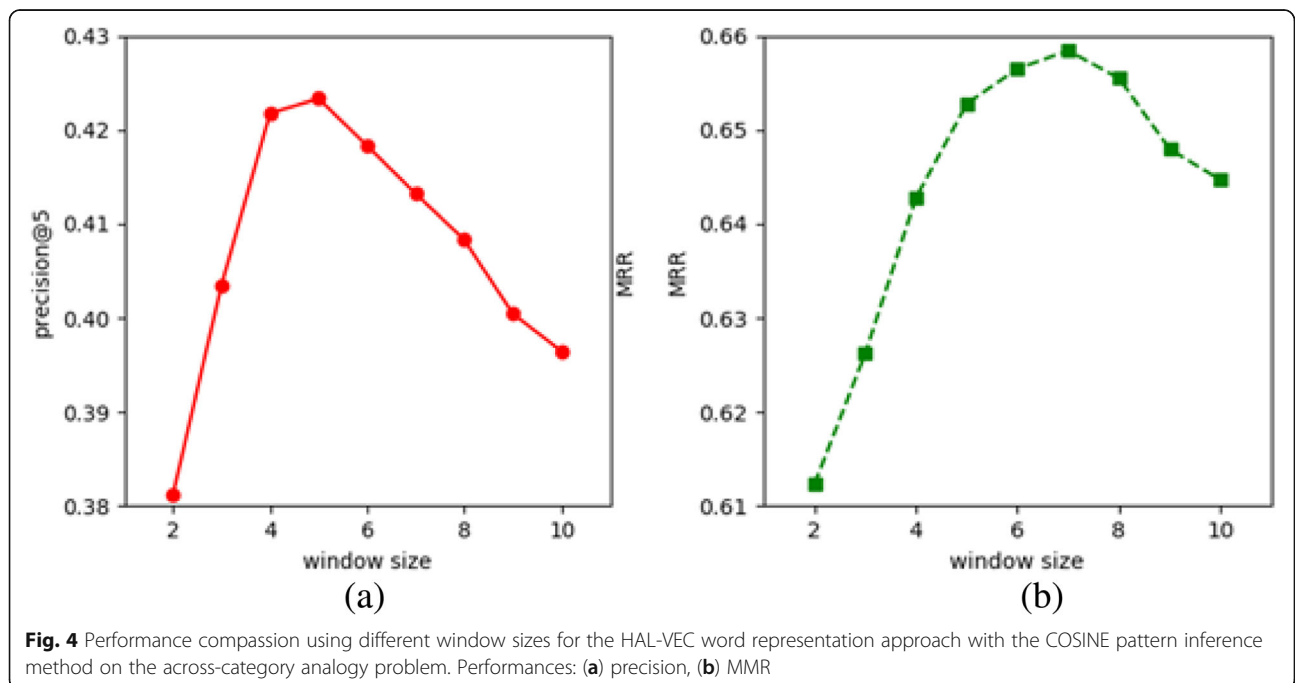 0.43
0.42
0.41
0.40
0.39
0.38
precision@5
2 4 6 8 10
window size
(a)
MRR
0.66
0.65
0.64
0.63
0.62
0.61
MRR
2 4 6 8 10
window size
(b)
Fig. 4 Performance compassion using different window sizes for the HAL-VEC word representation approach with the COSINE pattern inference
method on the across-category analogy problem. Performances: (a) precision, (b) MMR